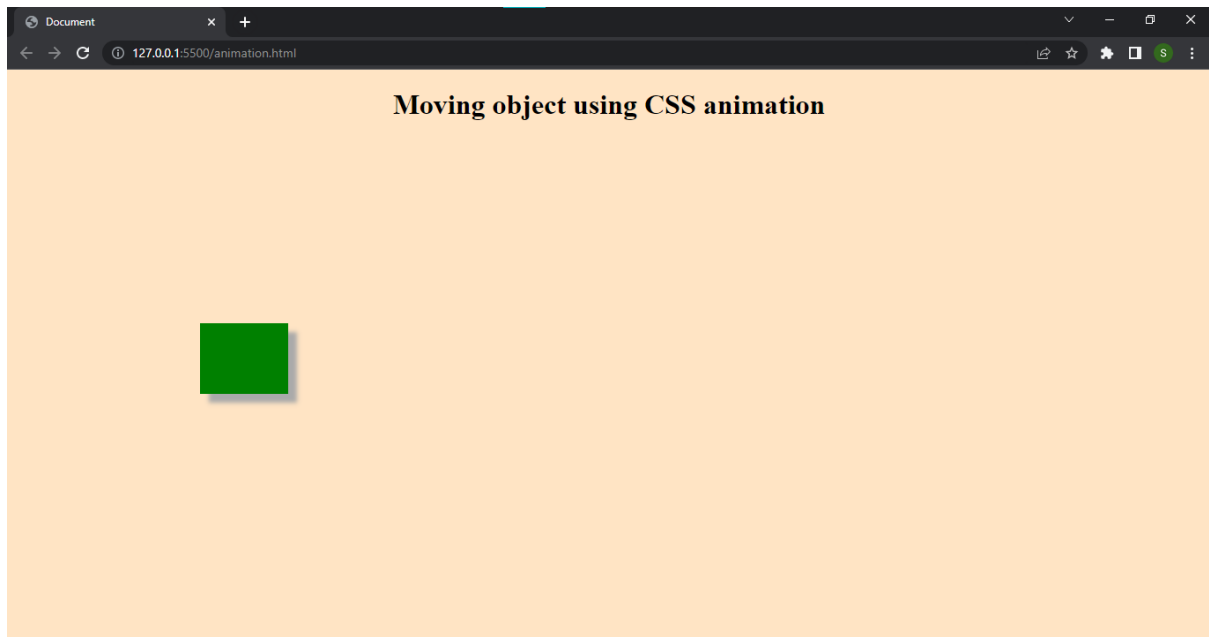 Document
127.0.0.1:5500/animation.html
S
Moving object using CSS animation